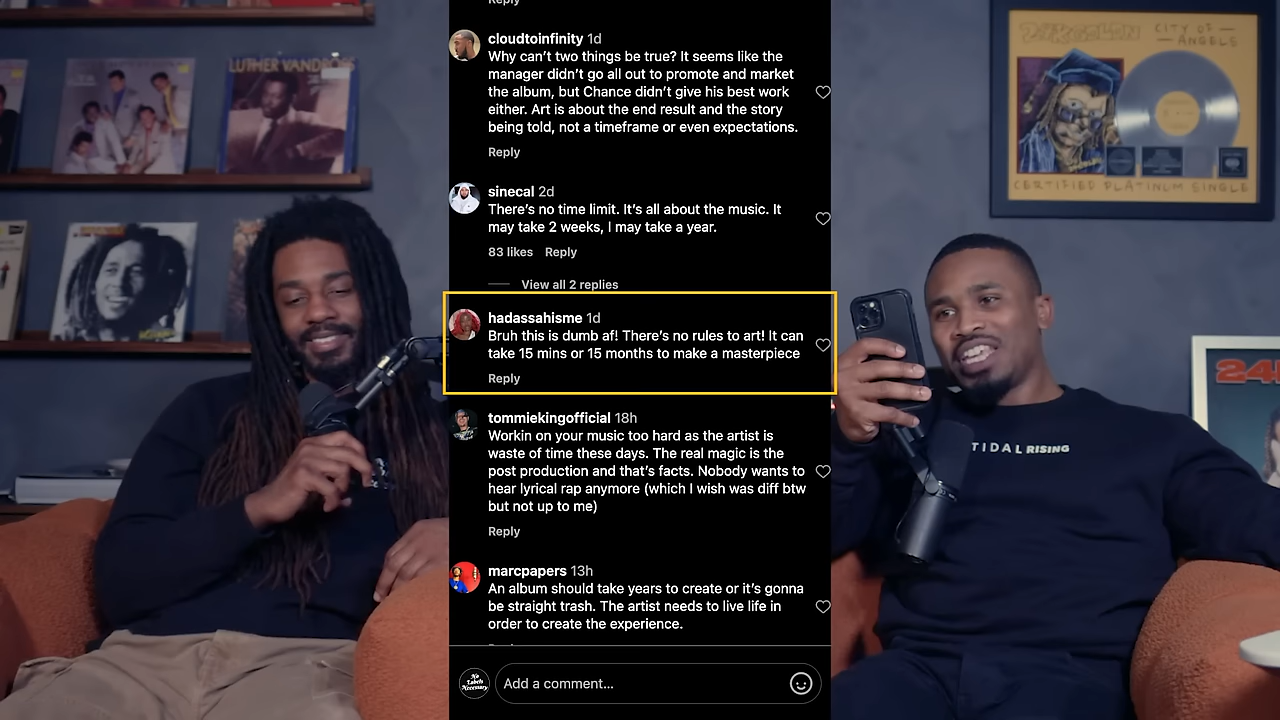 Reply
cloudtoinfinity 1d
Why can't two things be true? It seems like the
manager didn't go all out to promote and market
the album, but Chance didn't give his best work
either. Art is about the end result and the story
being told, not a timeframe or even expectations.
Reply
sinecal 2d
There's no time limit. It's all about the music. It
may take 2 weeks, I may take a year.
83 likes Reply
View all 2 replies
hadassahisme 1d
Bruh this is dumb af! There's no rules to art! It can
take 15 mins or 15 months to make a masterpiece
Reply
tommiekingofficial 18h
Workin on your music too hard as the artist is
waste of time these days. The real magic is the
post production and that's facts. Nobody wants to
hear lyrical rap anymore (which I wish was diff btw
but not up to me)
Reply
marcpapers 13h
An album should take years to create or it's gonna
be straight trash. The artist needs to live life in
order to create the experience.
No
Labels
Necessary
Add a comment...
LUTHER VANDROSS
CITY OF
ANGELS
CERTIFIED PLATINUM SINGLE
TIDAL RISING
24